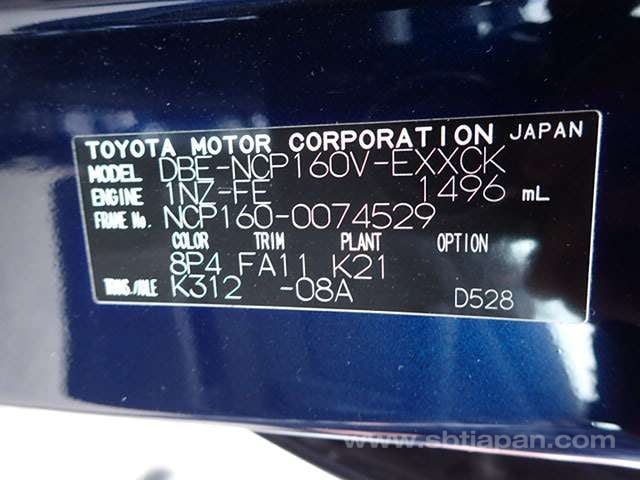 TOYOTA MOTOR CORPORATION JAPAN
MODEL DBE-NCP160V-EXXCK
ENGINE 1NZ-FE 1496 mL
FRAME No. NCP160-0074529
COLOR TRIM PLANT OPTION
8P4 FA11 K21
TRANS./AXLE K312 -08A D528
www.sbtjapan.com